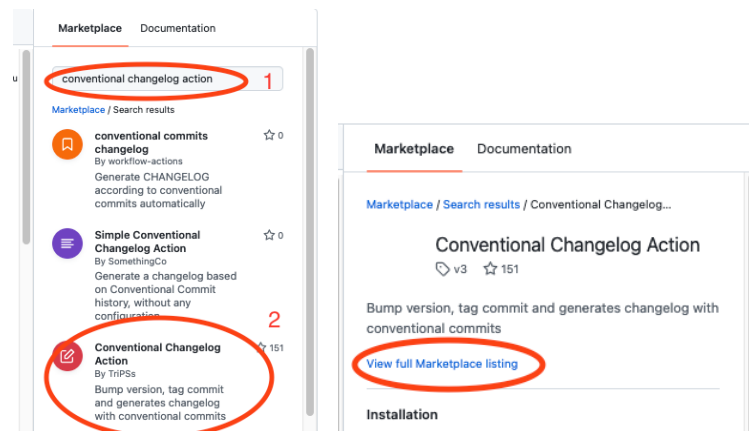 Marketplace Documentation
u
conventional changelog action 1
Marketplace / Search results
conventional commits
changelog
0
By workflow-actions
Generate CHANGELOG
according to conventional
commits automatically
Simple Conventional
Changelog Action
0
By SomethingCo
Generate a changelog based
on Conventional Commit
history, without any
configuration
2
Conventional Changelog
Action
151
By TriPSs
Bump version, tag commit
and generates changelog
with conventional commits
Marketplace Documentation
Marketplace / Search results / Conventional Changelog...
Conventional Changelog Action
v3 151
Bump version, tag commit and generates changelog with
conventional commits
View full Marketplace listing
Installation